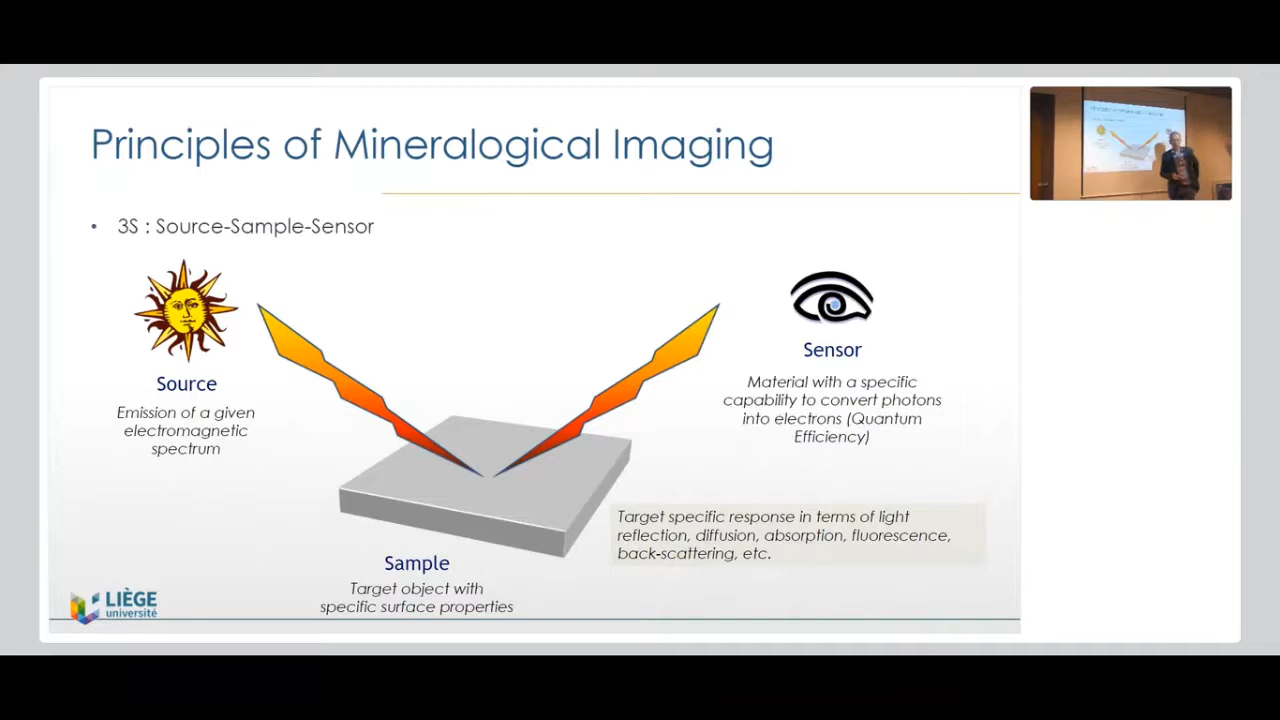 Principles of Mineralogical Imaging
• 3S : Source-Sample-Sensor
Source
Emission of a given
electromagnetic
spectrum
Sensor
Material with a specific
capability to convert photons
into electrons (Quantum
Efficiency)
Target specific response in terms of light
reflection, diffusion, absorption, fluorescence,
back-scattering, etc.
Sample
Target object with
specific surface properties
LIÈGE
université